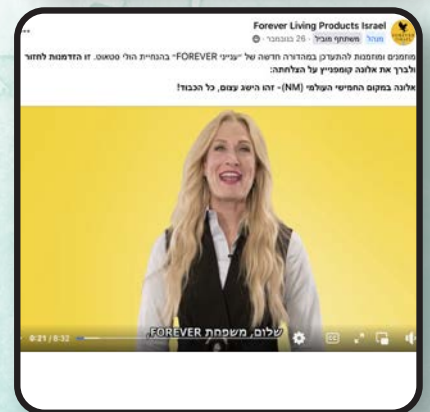 Forever Living Products Israel
מנהל משתתף מוביל · 26 בנובמבר
מוזמנים ומוזמנות להתעדכן במהדורה חדשה של "ענייני FOREVER" בהנחיית הולי סטאוט. זו הזדמנות לחזור
ולברך את אלונה קומפנייץ על הצלחתה:
אלונה במקום החמישי העולמי (NM)- זהו הישג עצום, כל הכבוד!
שלום, משפחת FOREVER,
0:21 / 6:32